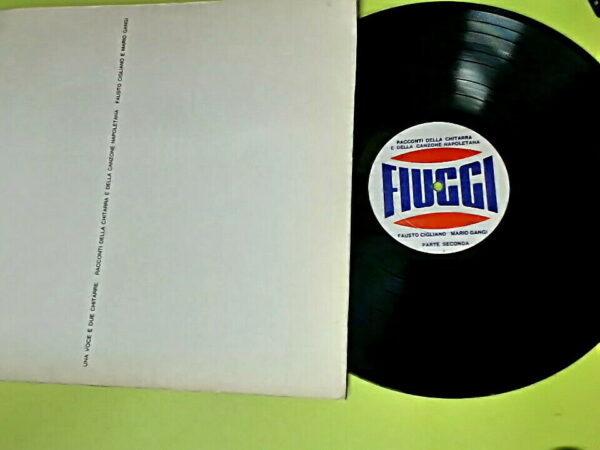 UNA VOCE E DUE CHITARRE RACCONTI DELLA CHITARRA E DELLA CANZONE NAPOLETANA FAUSTO CIGLIANO E MARIO GANGI
RACCONTI DELLA CHITARRA
E DELLA CANZONE NAPOLETANA
FIUGGI
FAUSTO CIGLIANO MARIO GANGI
PARTE SECONDA